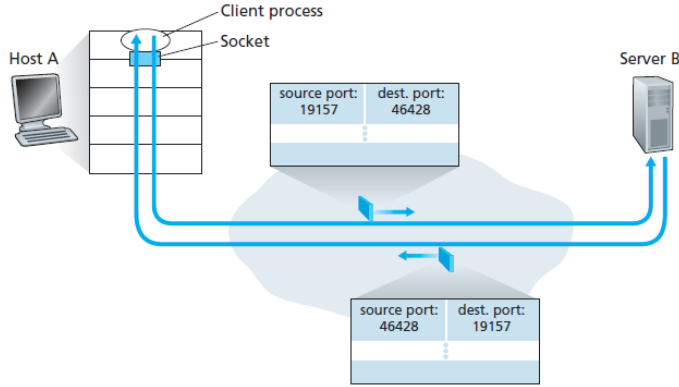 Client process
Socket
Host A
Server B
source port: dest. port:
19157 46428
source port: dest. port:
46428 19157